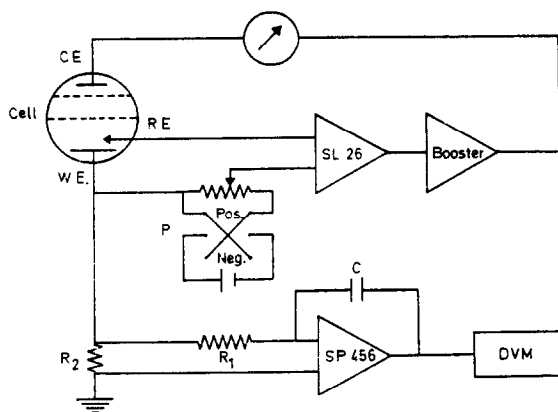 CE
Cell
RE
SL 26
Booster
WE.
Pos.
P
Neg.
C
R2
R1
SP 456
DVM